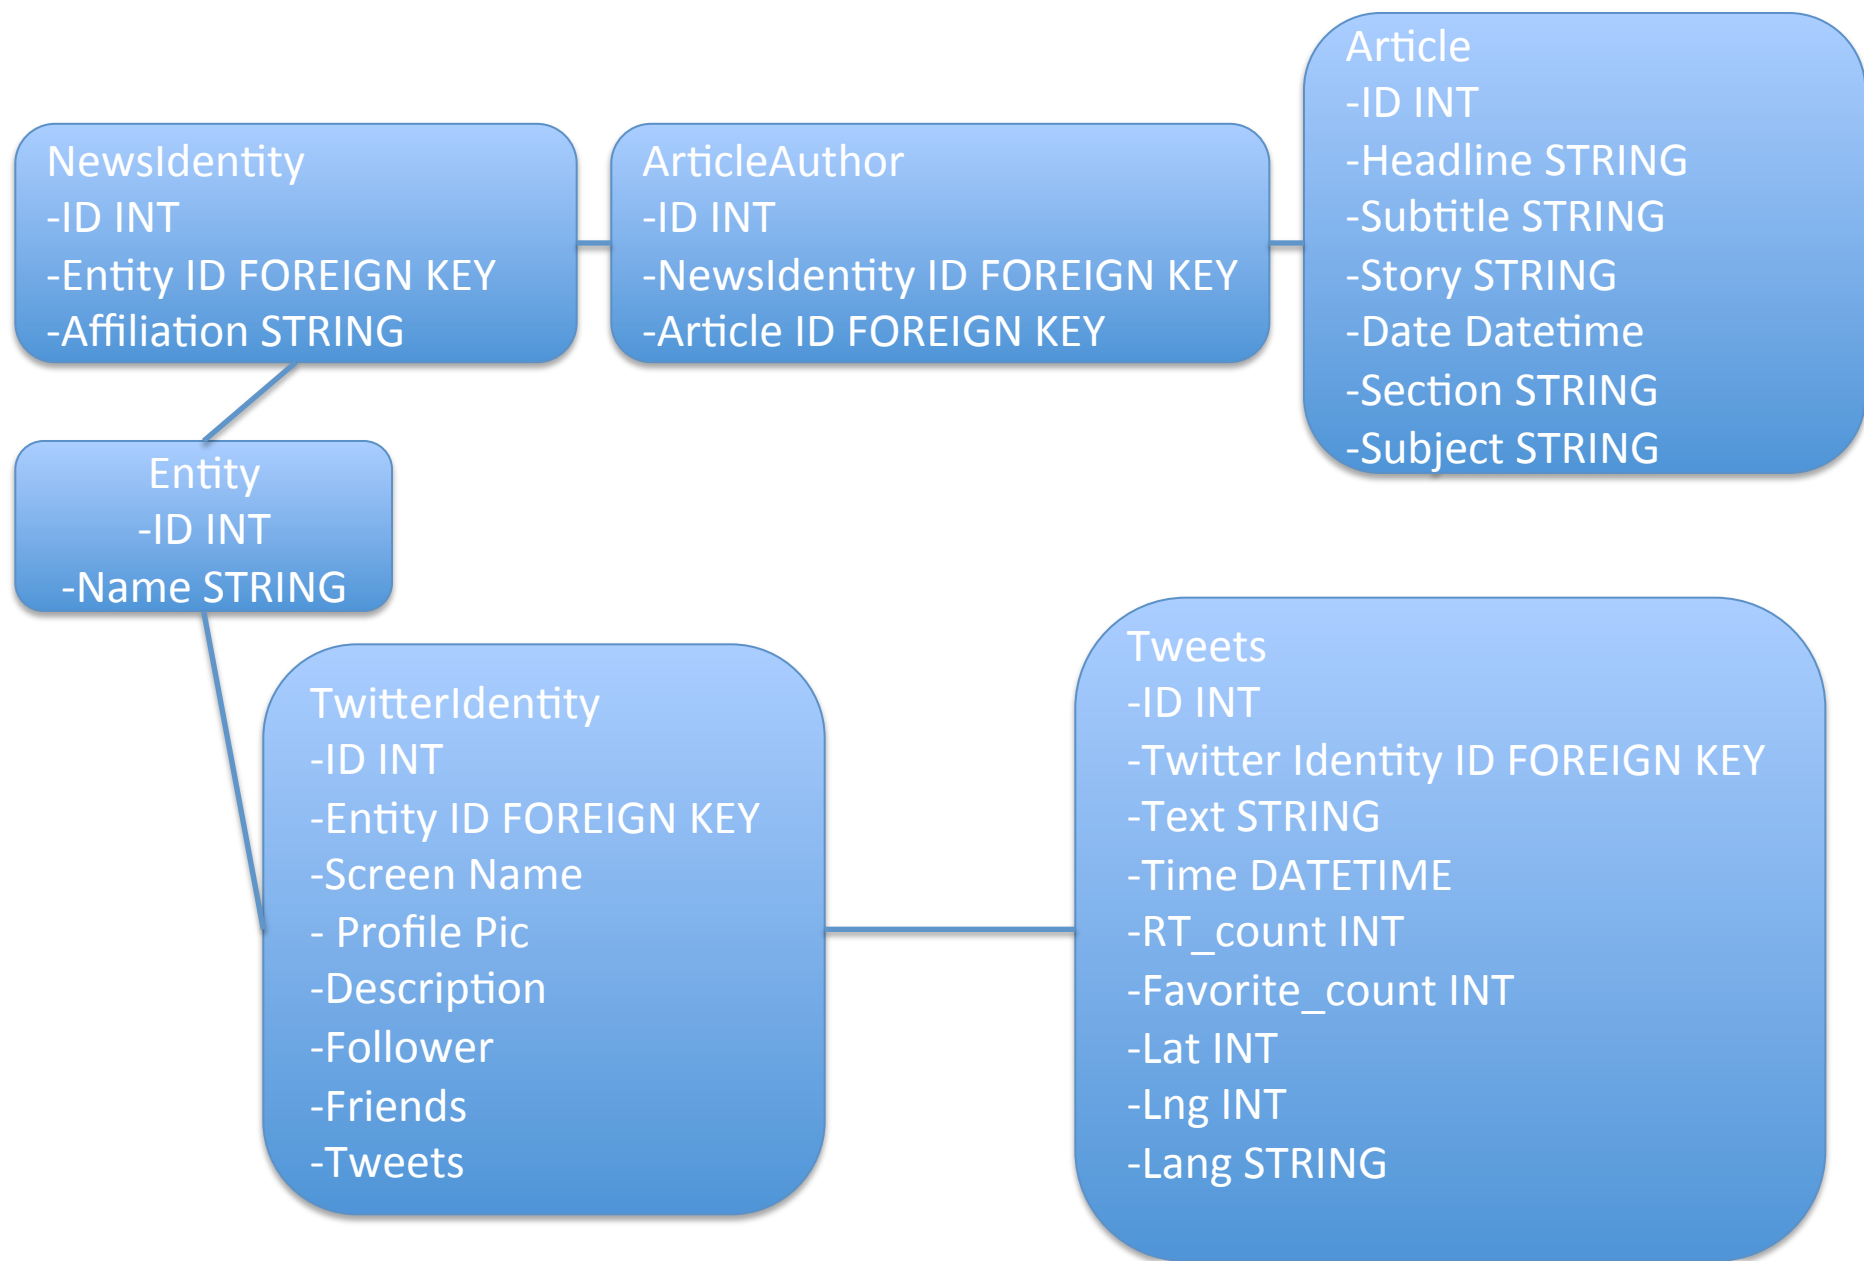 NewsIdentity
-ID INT
-Entity ID FOREIGN KEY
-Affiliation STRING
ArticleAuthor
-ID INT
-NewsIdentity ID FOREIGN KEY
-Article ID FOREIGN KEY
Article
-ID INT
-Headline STRING
-Subtitle STRING
-Story STRING
-Date Datetime
-Section STRING
-Subject STRING
Entity
-ID INT
-Name STRING
TwitterIdentity
-ID INT
-Entity ID FOREIGN KEY
-Screen Name
- Profile Pic
-Description
-Follower
-Friends
-Tweets
Tweets
-ID INT
-Twitter Identity ID FOREIGN KEY
-Text STRING
-Time DATETIME
-RT_count INT
-Favorite_count INT
-Lat INT
-Lng INT
-Lang STRING